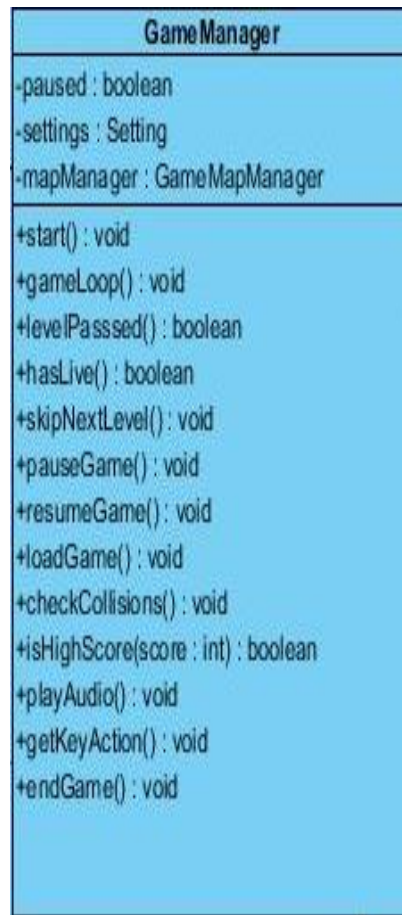 GameManager
-paused : boolean
-settings : Setting
-mapManager : GameMapManager
+start() : void
+gameLoop() : void
+levelPasssed() : boolean
+hasLive() : boolean
+skipNextLevel() : void
+pauseGame() : void
+resumeGame() : void
+loadGame() : void
+checkCollisions() : void
+isHighScore(score : int) : boolean
+playAudio() : void
+getKeyAction() : void
+endGame() : void